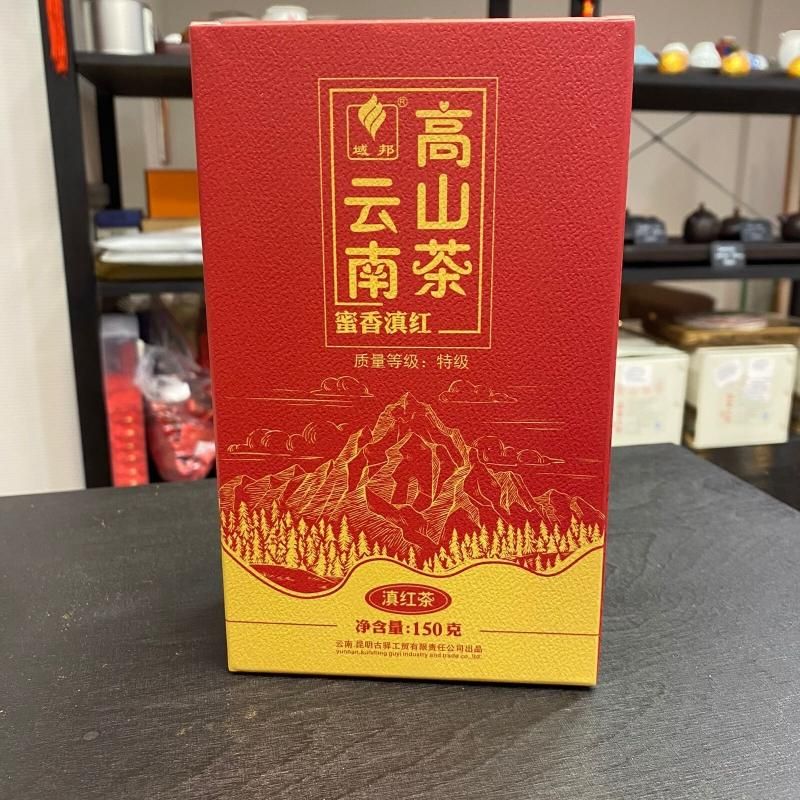 域邦
®
云南
高山茶
蜜香滇红
质量等级：特级
滇红茶
净含量:150克
云南.昆明古驿工贸有限责任公司出品